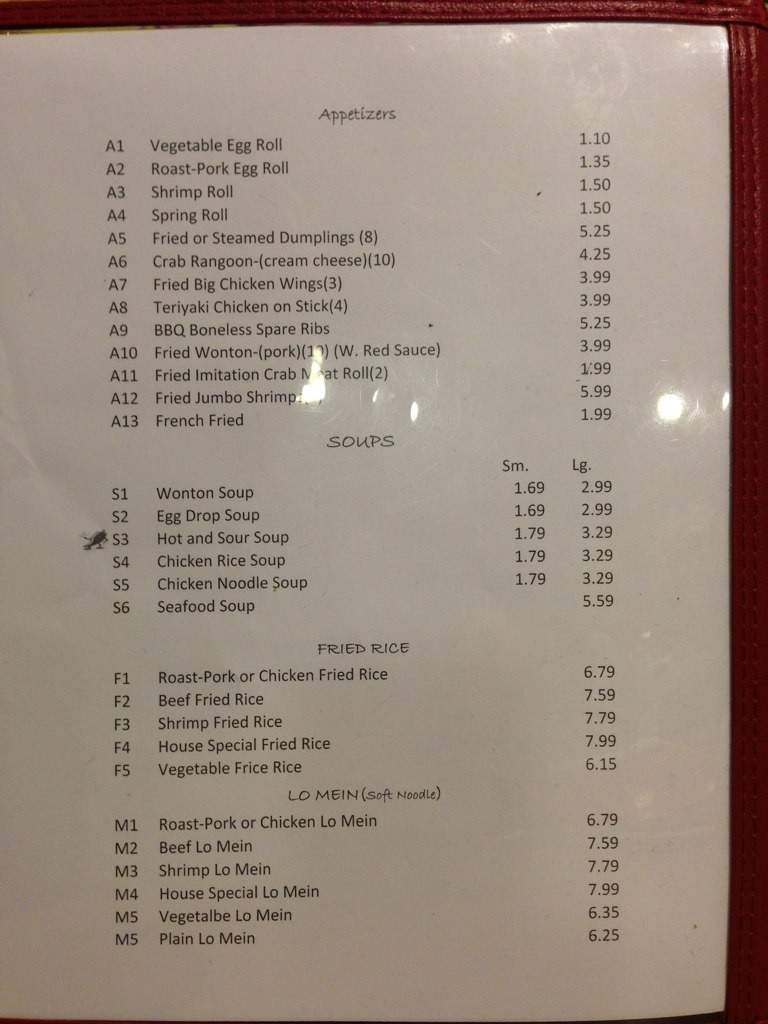 Appetizers
A1 Vegetable Egg Roll 1.10
A2 Roast-Pork Egg Roll 1.35
A3 Shrimp Roll 1.50
A4 Spring Roll 1.50
A5 Fried or Steamed Dumplings (8) 5.25
A6 Crab Rangoon-(cream cheese)(10) 4.25
A7 Fried Big Chicken Wings(3) 3.99
A8 Teriyaki Chicken on Stick(4) 3.99
A9 BBQ Boneless Spare Ribs 5.25
A10 Fried Wonton-(pork) (W. Red Sauce) 3.99
A11 Fried Imitation Crab Meat Roll(2) 1.99
A12 Fried Jumbo Shrimp 5.99
A13 French Fried 1.99
SOUPS
Sm. Lg.
S1 Wonton Soup 1.69 2.99
S2 Egg Drop Soup 1.69 2.99
S3 Hot and Sour Soup 1.79 3.29
S4 Chicken Rice Soup 1.79 3.29
S5 Chicken Noodle Soup 1.79 3.29
S6 Seafood Soup 5.59
FRIED RICE
F1 Roast-Pork or Chicken Fried Rice 6.79
F2 Beef Fried Rice 7.59
F3 Shrimp Fried Rice 7.79
F4 House Special Fried Rice 7.99
F5 Vegetable Frice Rice 6.15
LO MEIN (Soft Noodle)
M1 Roast-Pork or Chicken Lo Mein 6.79
M2 Beef Lo Mein 7.59
M3 Shrimp Lo Mein 7.79
M4 House Special Lo Mein 7.99
M5 Vegetalbe Lo Mein 6.35
M5 Plain Lo Mein 6.25